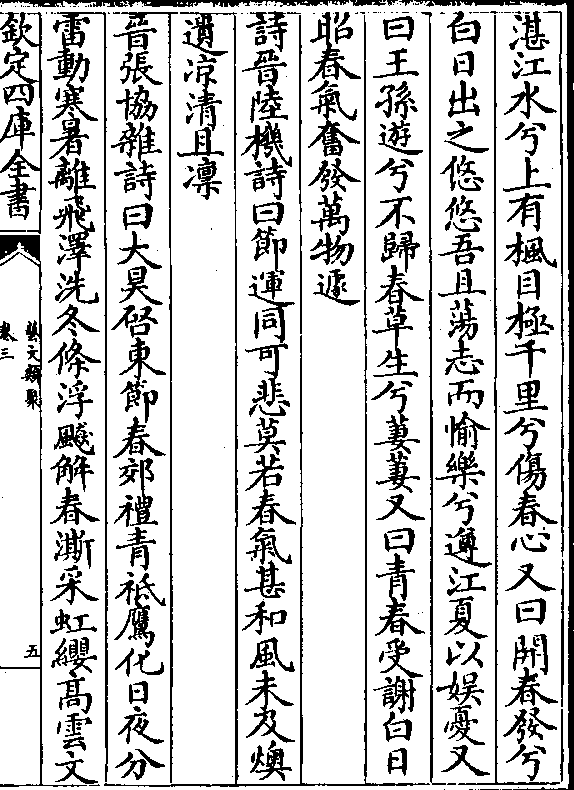 湛江水兮上有楓目極千里兮傷春心又曰開春發兮
白日出之悠悠吾且蕩志而愉樂兮遵江夏以娯憂又
曰王孫遊兮不歸春草生兮萋萋又曰青春受謝白日
昭春氣奮發萬物遽
詩晉陸機詩曰節運同可悲莫若春氣甚和風未及燠
遺凉清且凛
晉張協雜詩曰大昊啓東節春郊禮青祗鷹化日夜分
雷動寒暑離飛澤洗冬條浮飈解春澌采虹纓高雲文
欽定四庫全書
藝文類聚
卷三
五